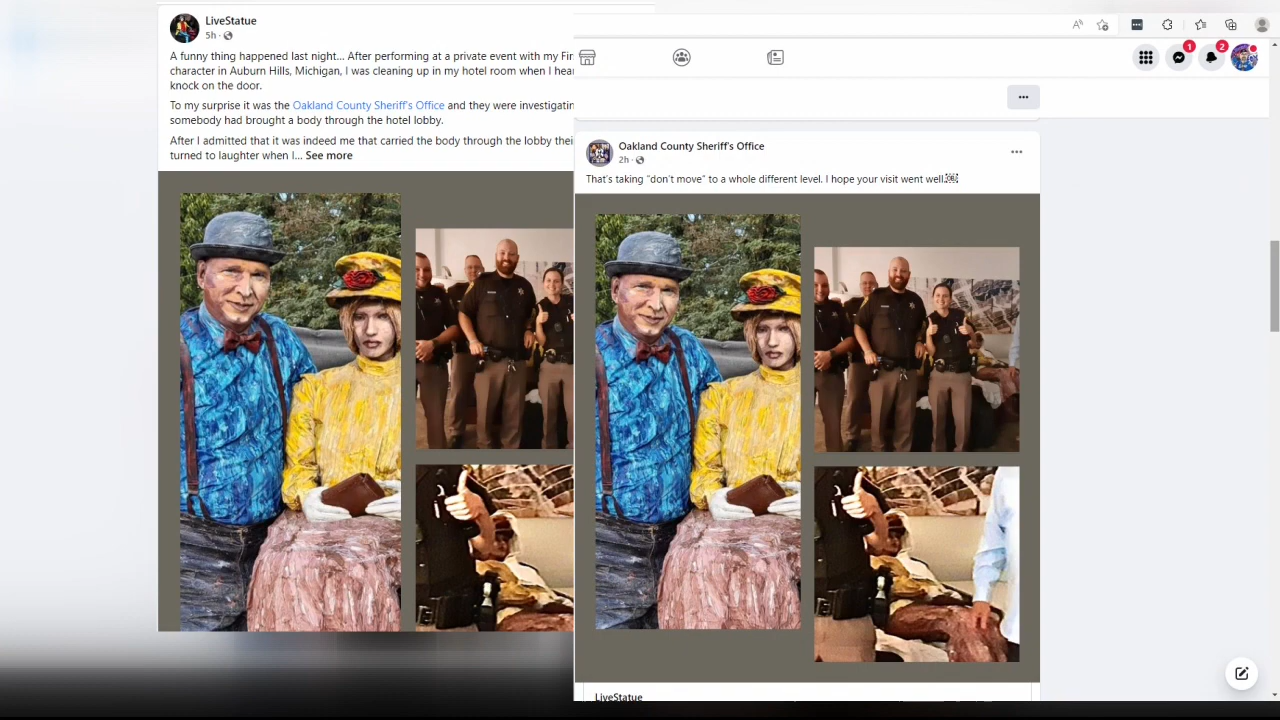 LiveStatue
5h ·
A funny thing happened last night... After performing at a private event with my
character in Auburn Hills, Michigan, I was cleaning up in my hotel room when I
knock on the door.
To my surprise it was the Oakland County Sheriff's Office and they were
somebody had brought a body through the hotel lobby.
After I admitted that it was indeed me that carried the body through the lobby
turned to laughter when I... See more
1
2
Oakland County Sheriff's Office
2h ·
That's taking "don't move" to a whole different level. I hope your visit went well.
LiveStatue